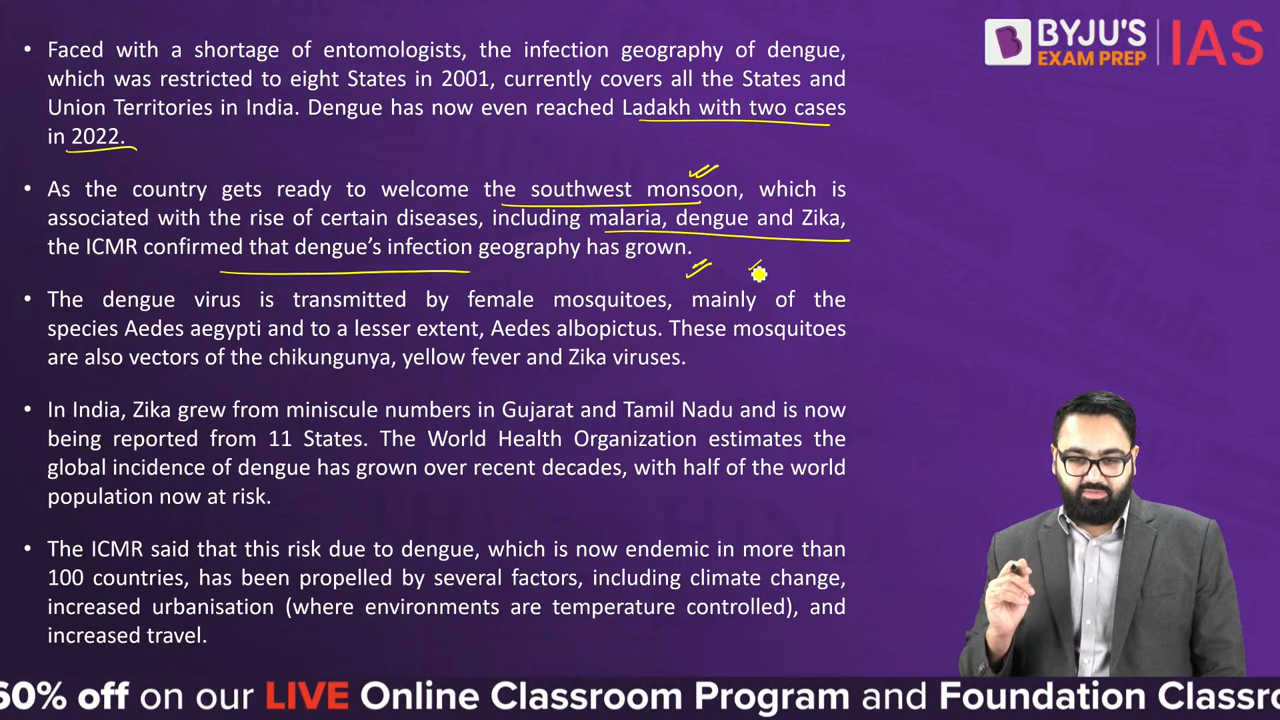 • Faced with a shortage of entomologists, the infection geography of dengue,
which was restricted to eight States in 2001, currently covers all the States and
Union Territories in India. Dengue has now even reached Ladakh with two cases
in 2022.
• As the country gets ready to welcome the southwest monsoon, which is
associated with the rise of certain diseases, including malaria, dengue and Zika,
the ICMR confirmed that dengue’s infection geography has grown.
• The dengue virus is transmitted by female mosquitoes, mainly of the
species Aedes aegypti and to a lesser extent, Aedes albopictus. These mosquitoes
are also vectors of the chikungunya, yellow fever and Zika viruses.
• In India, Zika grew from miniscule numbers in Gujarat and Tamil Nadu and is now
being reported from 11 States. The World Health Organization estimates the
global incidence of dengue has grown over recent decades, with half of the world
population now at risk.
• The ICMR said that this risk due to dengue, which is now endemic in more than
100 countries, has been propelled by several factors, including climate change,
increased urbanisation (where environments are temperature controlled), and
increased travel.
BYJU'S
EXAM PREP
IAS
60% off on our LIVE Online Classroom Program and Foundation Classr